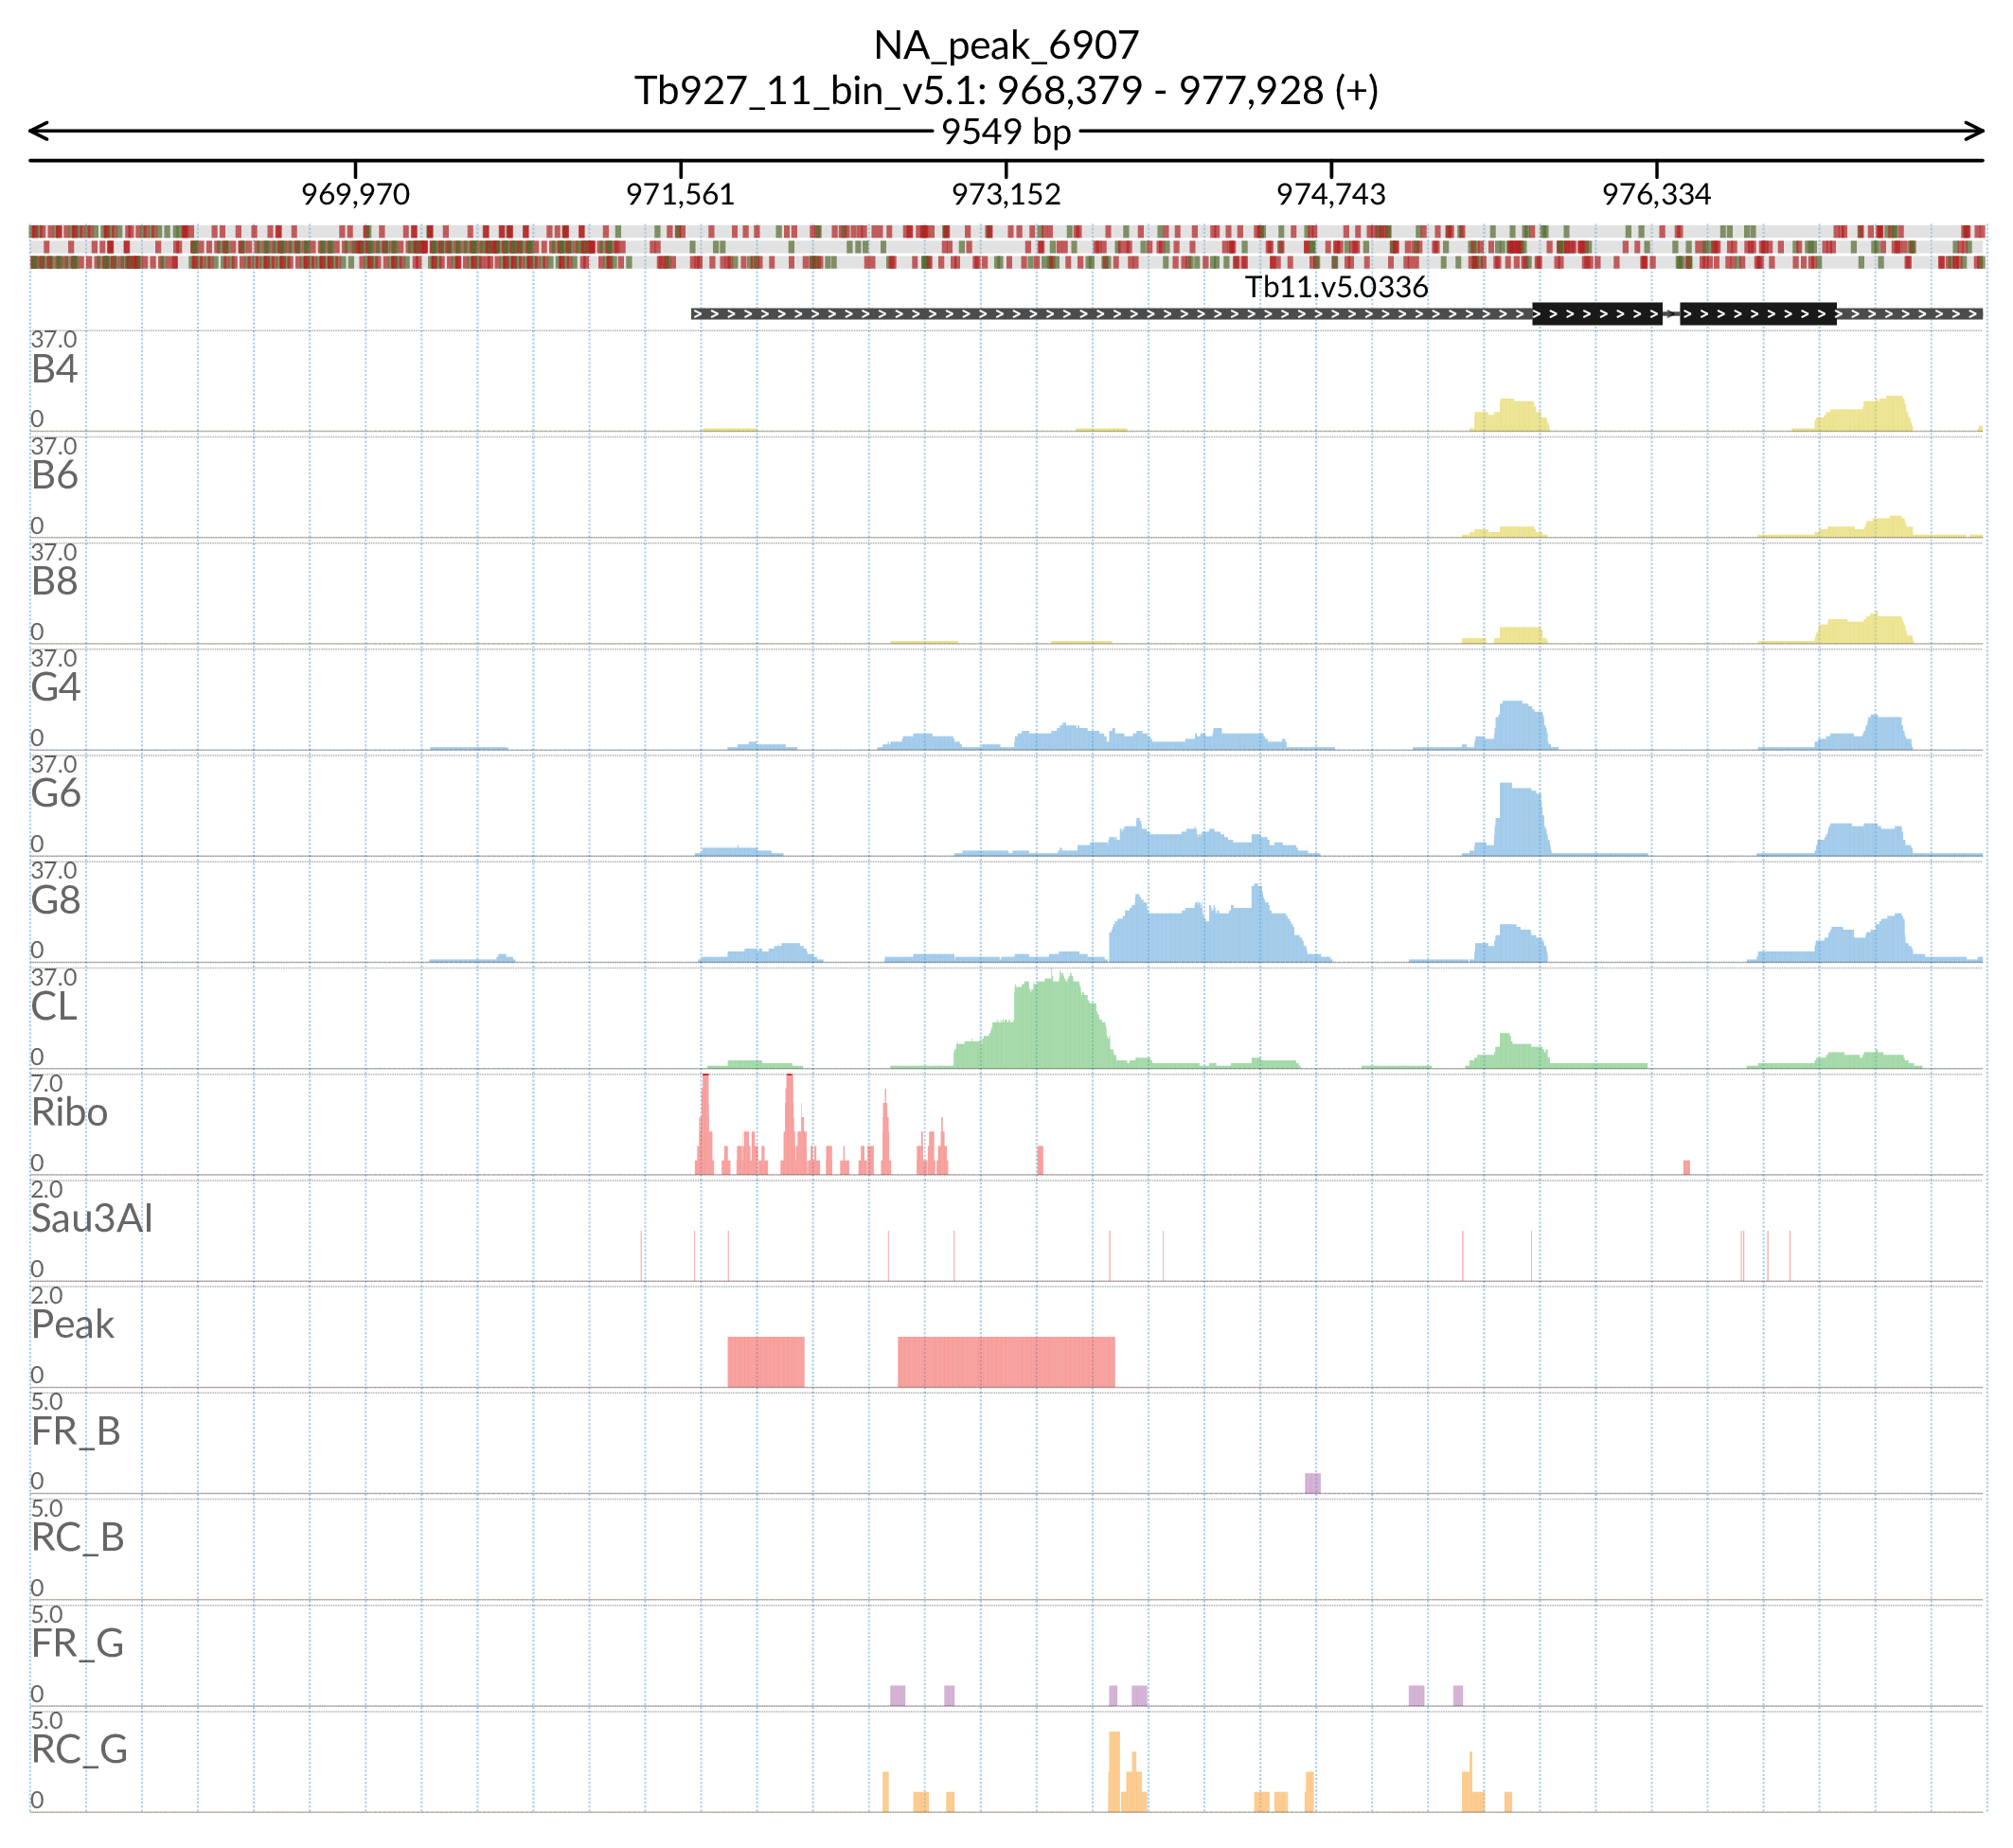 NA_peak_6907
Tb927_11_bin_v5.1: 968,379 - 977,928 (+)
9549 bp
969,970 971,561 973,152 974,743 976,334
Tb11.v5.0336
37.0
B4
0
37.0
B6
0
37.0
B8
0
37.0
G4
0
37.0
G6
0
37.0
G8
0
37.0
CL
0
7.0
Ribo
0
2.0
Sau3AI
0
2.0
Peak
0
5.0
FR_B
0
5.0
RC_B
0
5.0
FR_G
0
5.0
RC_G
0